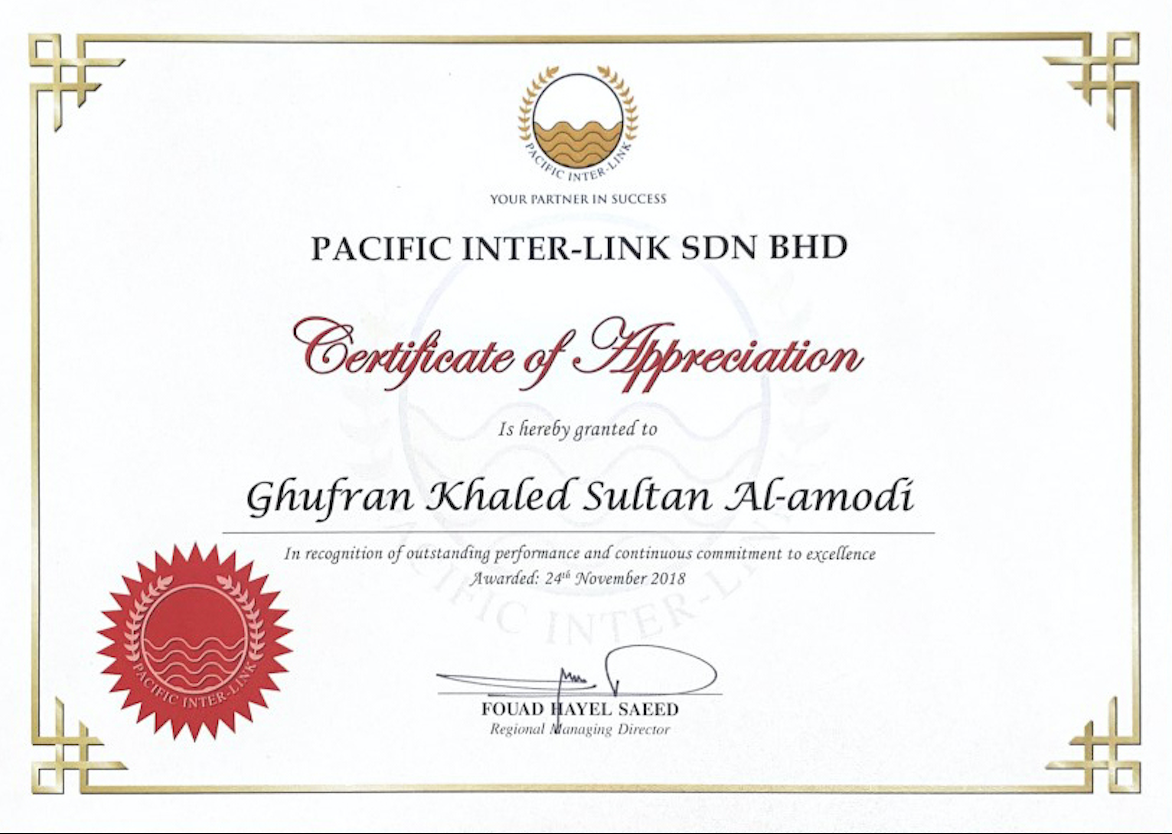 PACIFIC INTER-LINK
YOUR PARTNER IN SUCCESS
PACIFIC INTER-LINK SDN BHD
Certificate of Appreciation
Is hereby granted to
Ghufran Khaled Sultan Al-amodi
In recognition of outstanding performance and continuous commitment to excellence
Awarded: 24th November 2018
PACIFIC INTER-LINK
PACIFIC INTER-LINK
FOUAD HAYEL SAEED
Regional Managing Director